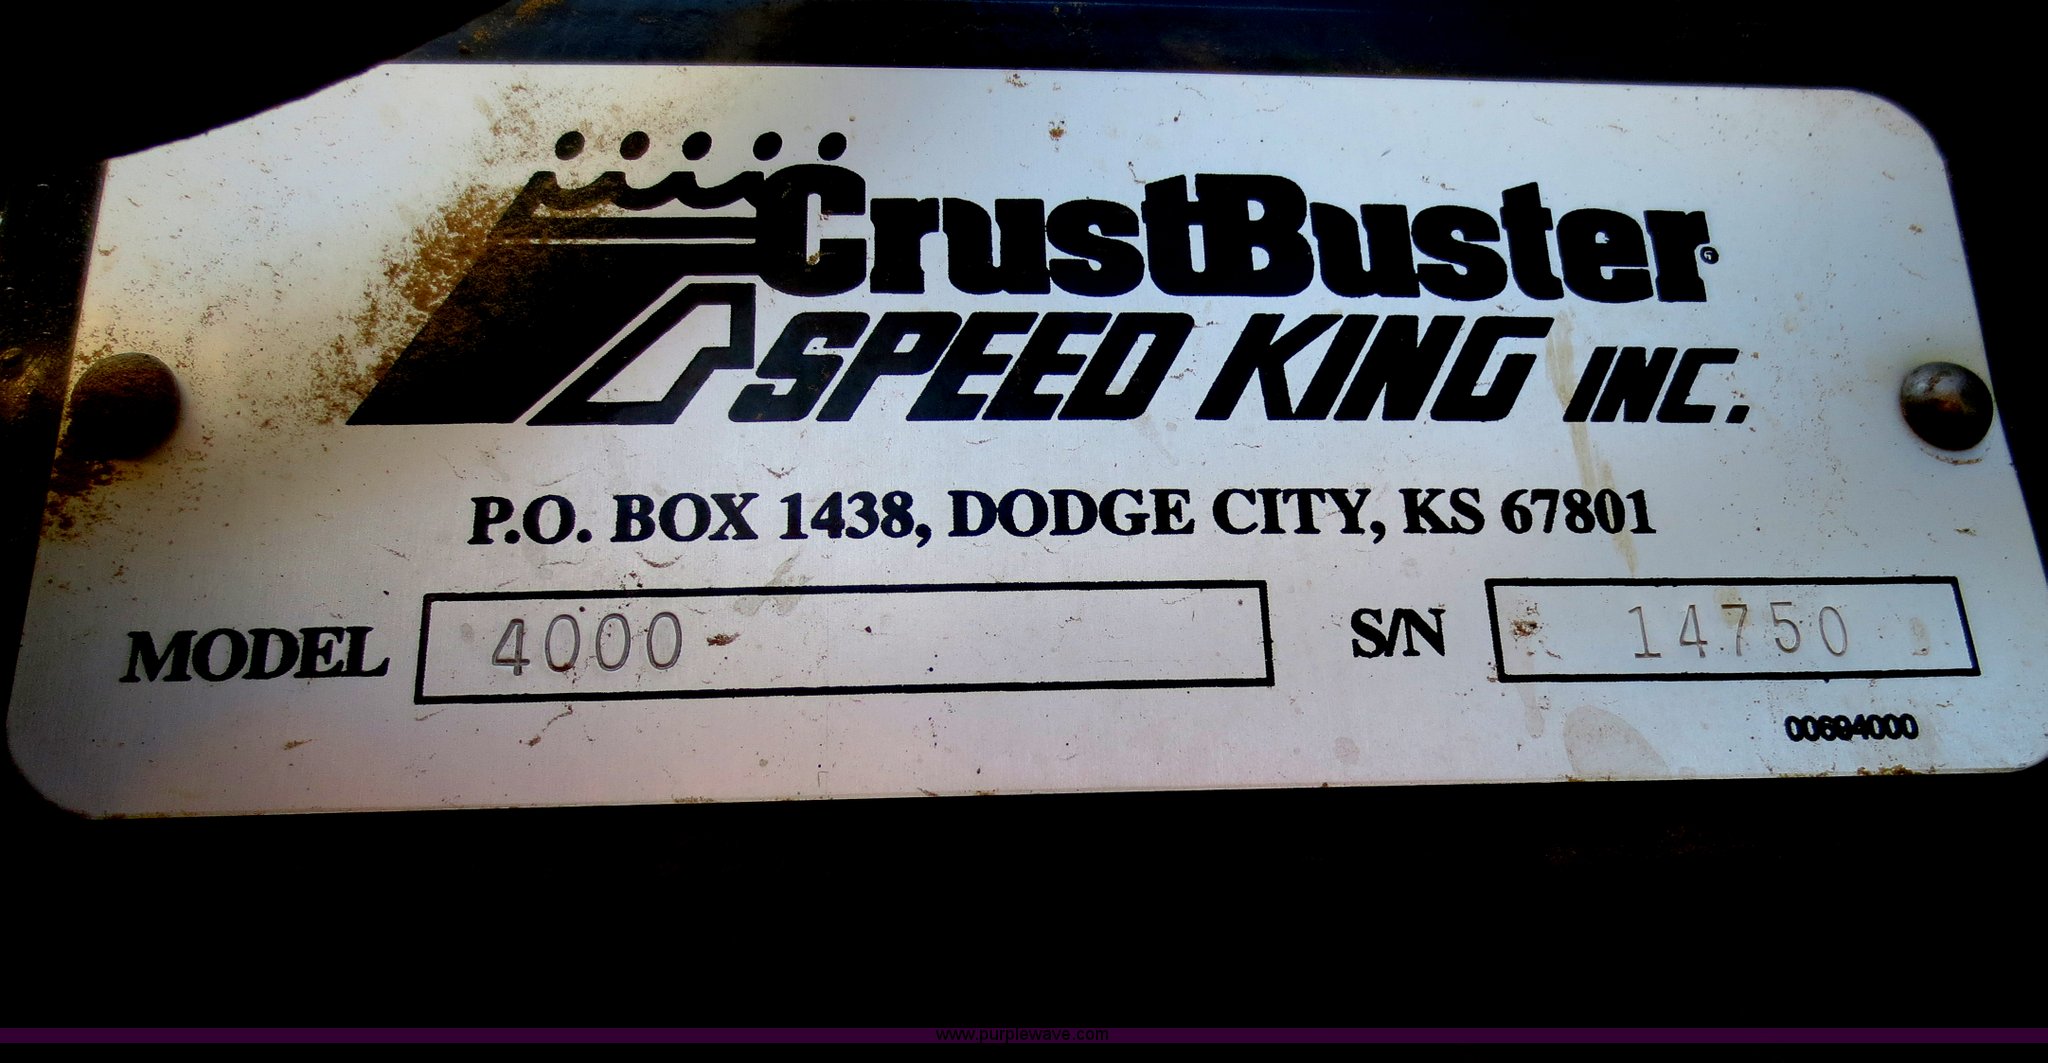 CrustBuster®
SPEED KING INC.
P.O. BOX 1438, DODGE CITY, KS 67801
MODEL 4000 S/N 14750
00694000
www.purplewave.com